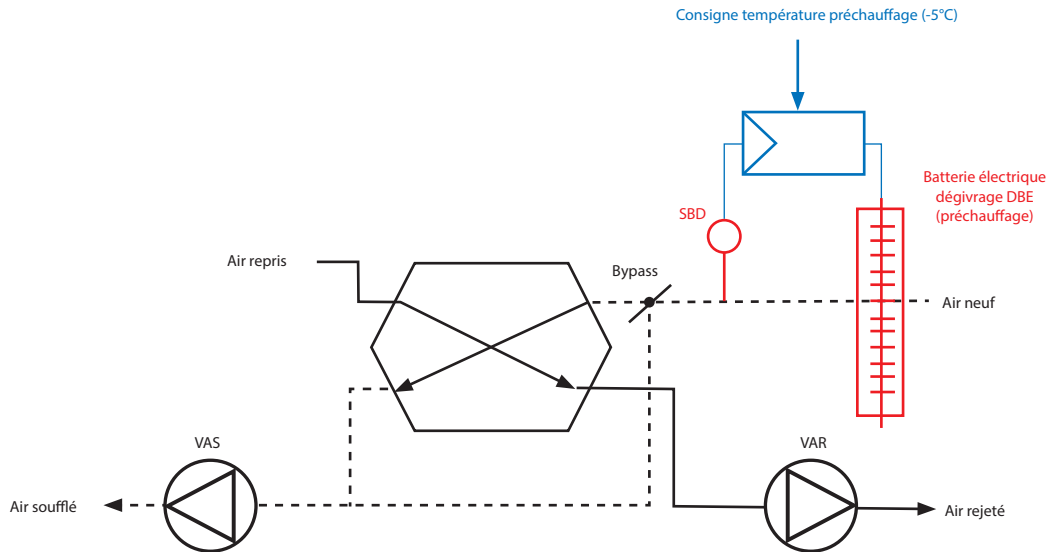 Consigne température préchauffage (-5°C)
Batterie électrique
dégivrage DBE
(préchauffage)
SBD
Air repris
Bypass
Air neuf
VAS
VAR
Air soufflé
Air rejeté